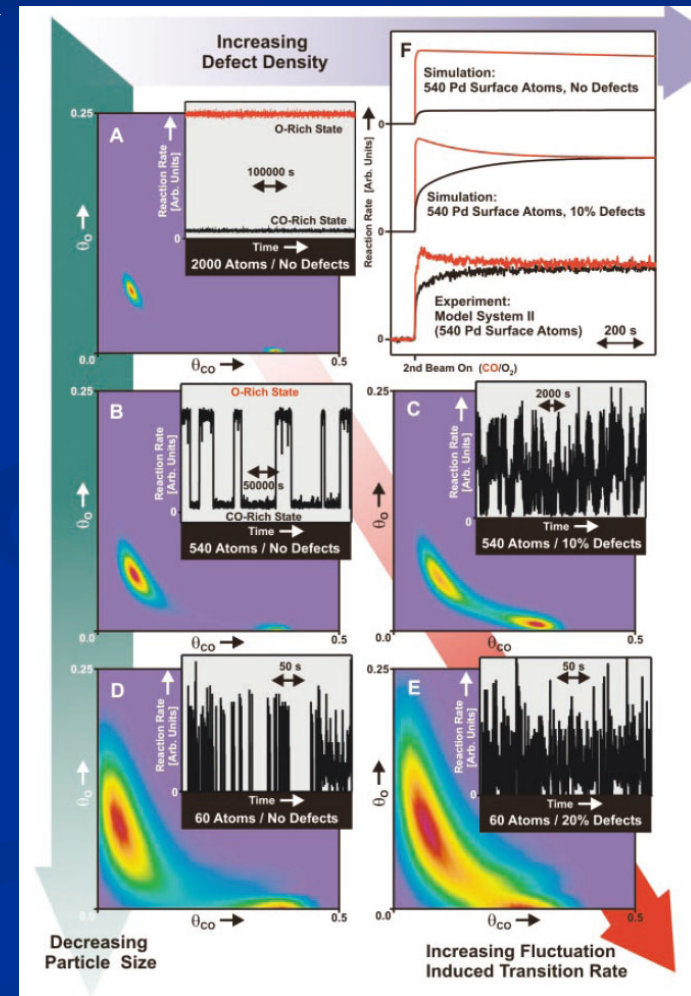 Increasing
Defect Density
F
Simulation:
540 Pd Surface Atoms, No Defects
0
Simulation:
540 Pd Surface Atoms, 10% Defects
0
Experiment:
Model System II
(540 Pd Surface Atoms)
200 s
0
Reaction Rate [Arb. Units]
2nd Beam On (CO/O₂)
0.25
A
Reaction Rate
[Arb. Units]
O-Rich State
100000 s
CO-Rich State
0
Time
2000 Atoms / No Defects
θO
0.0
θCO
0.5
0.25
B
Reaction Rate
[Arb. Units]
O-Rich State
50000 s
0
CO-Rich State
Time
540 Atoms / No Defects
θO
0.0
θCO
0.5
C
Reaction Rate
[Arb. Units]
2000 s
0
Time
540 Atoms / 10% Defects
θO
0.0
θCO
0.5
0.25
D
Reaction Rate
[Arb. Units]
50 s
0
Time
60 Atoms / No Defects
θO
0.0
θCO
0.5
0.25
E
Reaction Rate
[Arb. Units]
50 s
0
Time
60 Atoms / 20% Defects
θO
0.0
θCO
0.5
Decreasing
Particle Size
Increasing Fluctuation
Induced Transition Rate